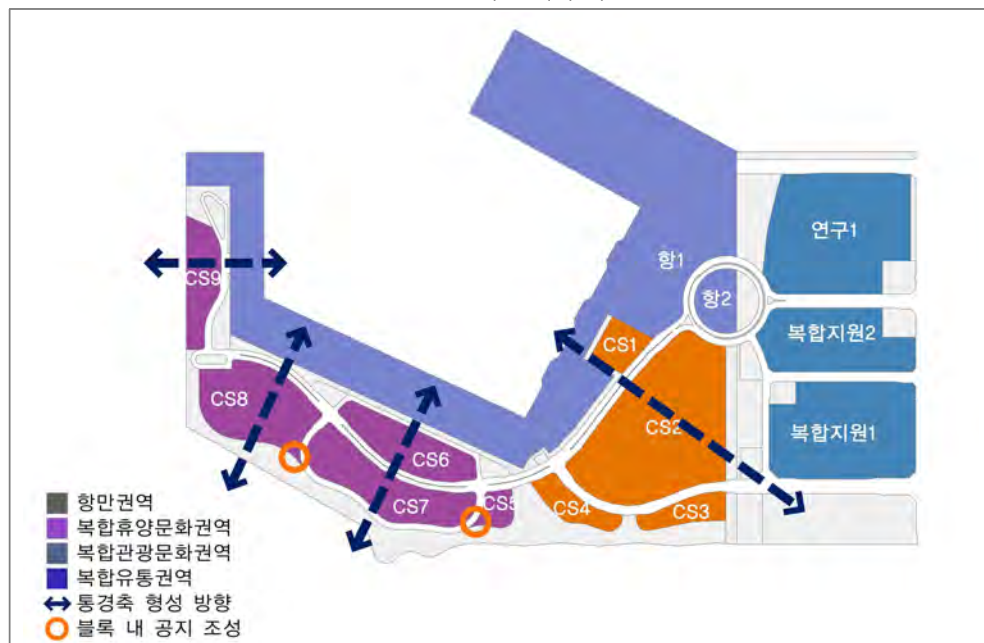 연구1
항1
CS9
항2
CS1
복합지원2
CS8
CS2
복합지원1
CS6
CS7
CS5
CS4
CS3
항만권역
복합휴양문화권역
복합관광문화권역
복합유통권역
통경축 형성 방향
블록 내 공지 조성